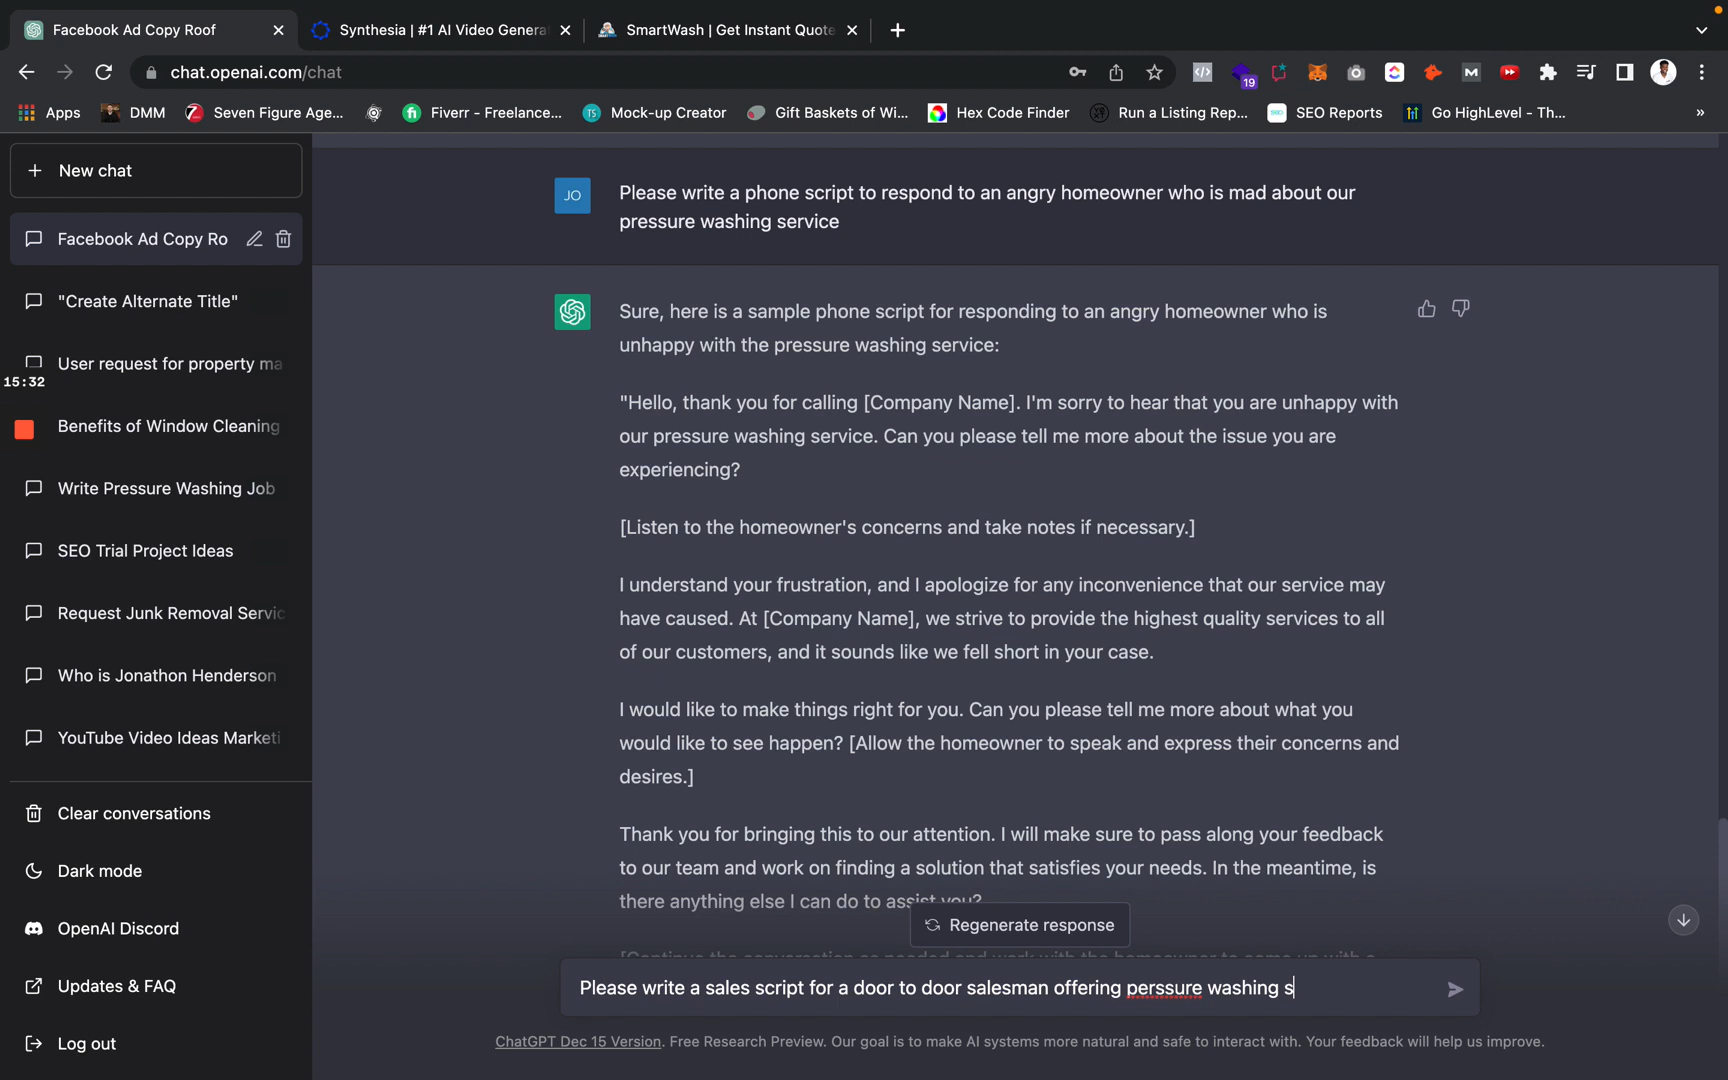 Facebook Ad Copy Roof
Synthesia | #1 AI Video Genera
SmartWash | Get Instant Quote
chat.openai.com/chat
19
Apps
DMM
Seven Figure Age...
Fiverr - Freelance...
Mock-up Creator
Gift Baskets of Wi...
Hex Code Finder
Run a Listing Rep...
SEO Reports
Go HighLevel - Th...
»
New chat
Facebook Ad Copy Ro
"Create Alternate Title"
User request for property ma
15:32
Benefits of Window Cleaning
Write Pressure Washing Job
SEO Trial Project Ideas
Request Junk Removal Servic
Who is Jonathon Henderson
YouTube Video Ideas Marketi
Clear conversations
Dark mode
OpenAI Discord
Updates & FAQ
Log out
JO
Please write a phone script to respond to an angry homeowner who is mad about our
pressure washing service
Sure, here is a sample phone script for responding to an angry homeowner who is
unhappy with the pressure washing service:
"Hello, thank you for calling [Company Name]. I'm sorry to hear that you are unhappy with
our pressure washing service. Can you please tell me more about the issue you are
experiencing?
[Listen to the homeowner's concerns and take notes if necessary.]
I understand your frustration, and I apologize for any inconvenience that our service may
have caused. At [Company Name], we strive to provide the highest quality services to all
of our customers, and it sounds like we fell short in your case.
I would like to make things right for you. Can you please tell me more about what you
would like to see happen? [Allow the homeowner to speak and express their concerns and
desires.]
Thank you for bringing this to our attention. I will make sure to pass along your feedback
to our team and work on finding a solution that satisfies your needs. In the meantime, is
there anything else I can do to assist you?
Regenerate response
[Continue the conversation as needed and work with the homeowner to come up with a
Please write a sales script for a door to door salesman offering perssure washing s
ChatGPT Dec 15 Version. Free Research Preview. Our goal is to make AI systems more natural and safe to interact with. Your feedback will help us improve.